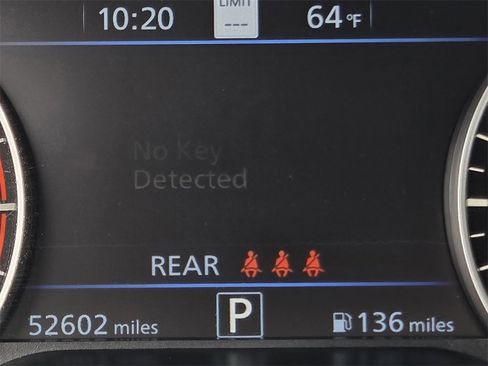 10:20 LIMIT 64°F
---
No Key
Detected
REAR
52602 miles P 136 miles